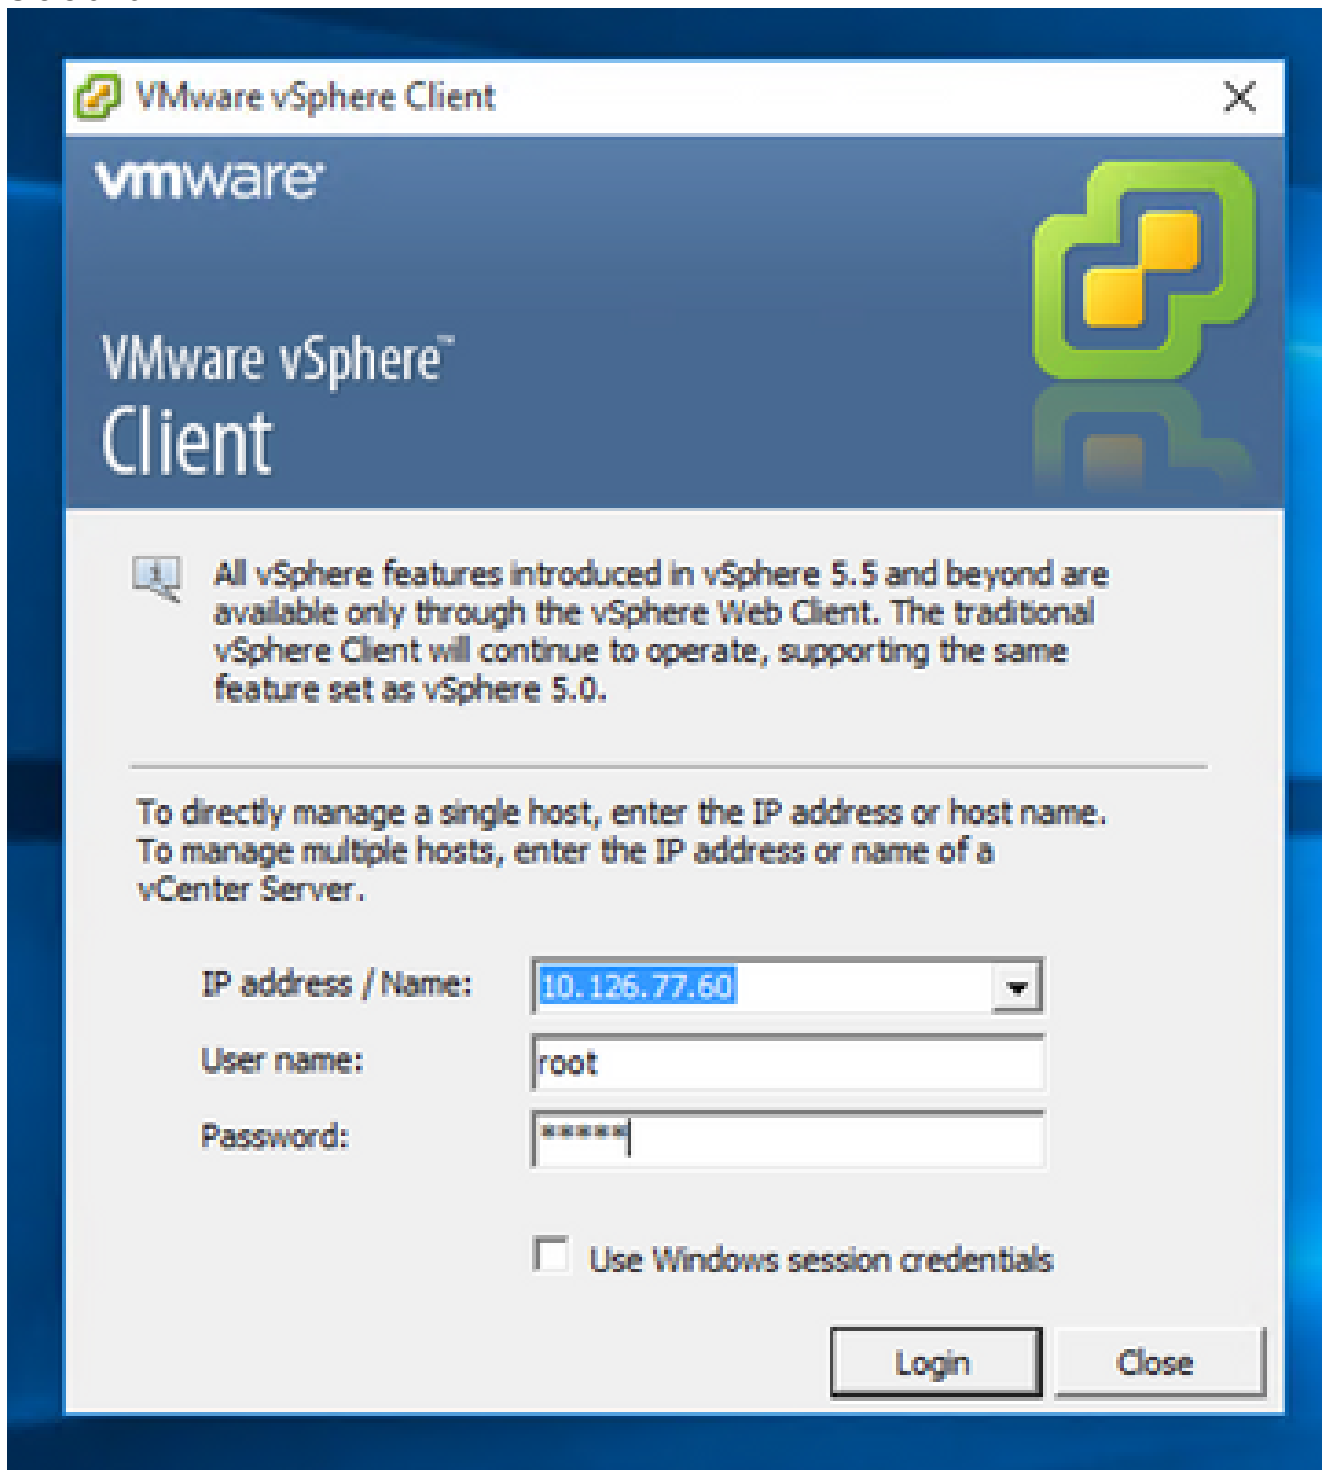 VMware vSphere Client
vmware
VMware vSphere™
Client
All vSphere features introduced in vSphere 5.5 and beyond are
available only through the vSphere Web Client. The traditional
vSphere Client will continue to operate, supporting the same
feature set as vSphere 5.0.
To directly manage a single host, enter the IP address or host name.
To manage multiple hosts, enter the IP address or name of a
vCenter Server.
IP address / Name: 10.126.77.60
User name: root
Password: *****
Use Windows session credentials
Login Close